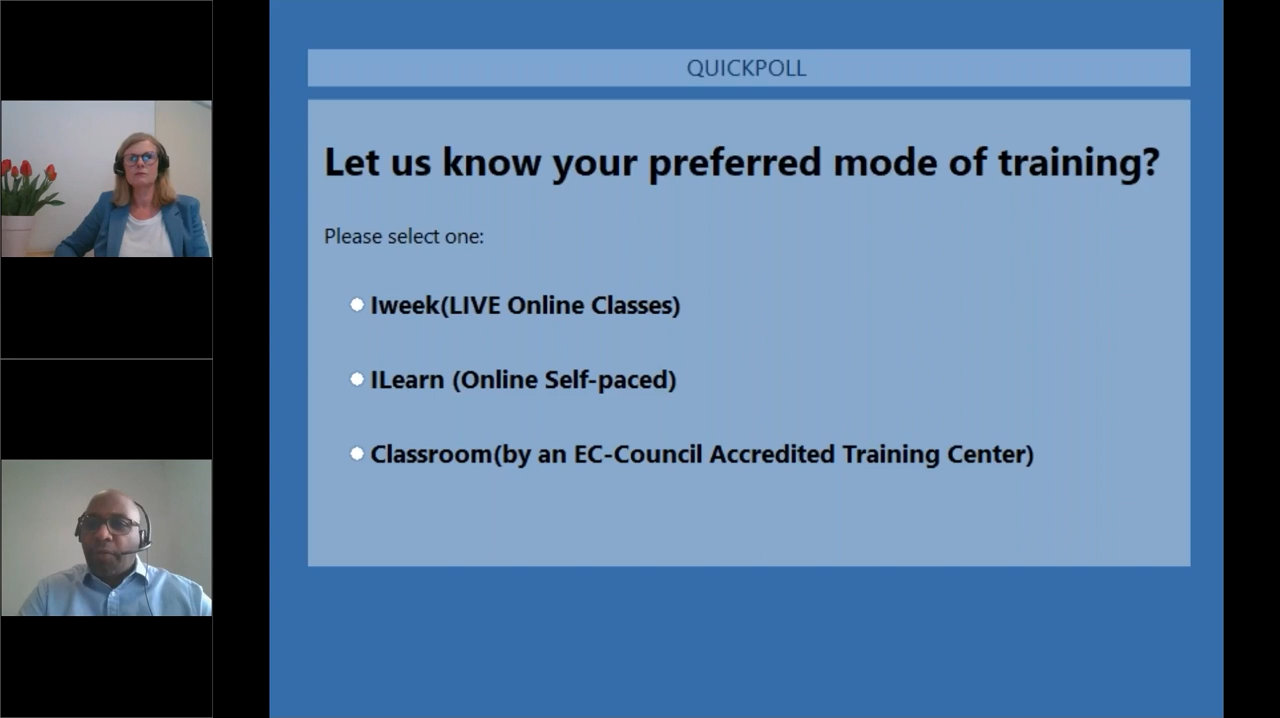 QUICKPOLL
Let us know your preferred mode of training?
Please select one:
Iweek(LIVE Online Classes)
ILearn (Online Self-paced)
Classroom(by an EC-Council Accredited Training Center)